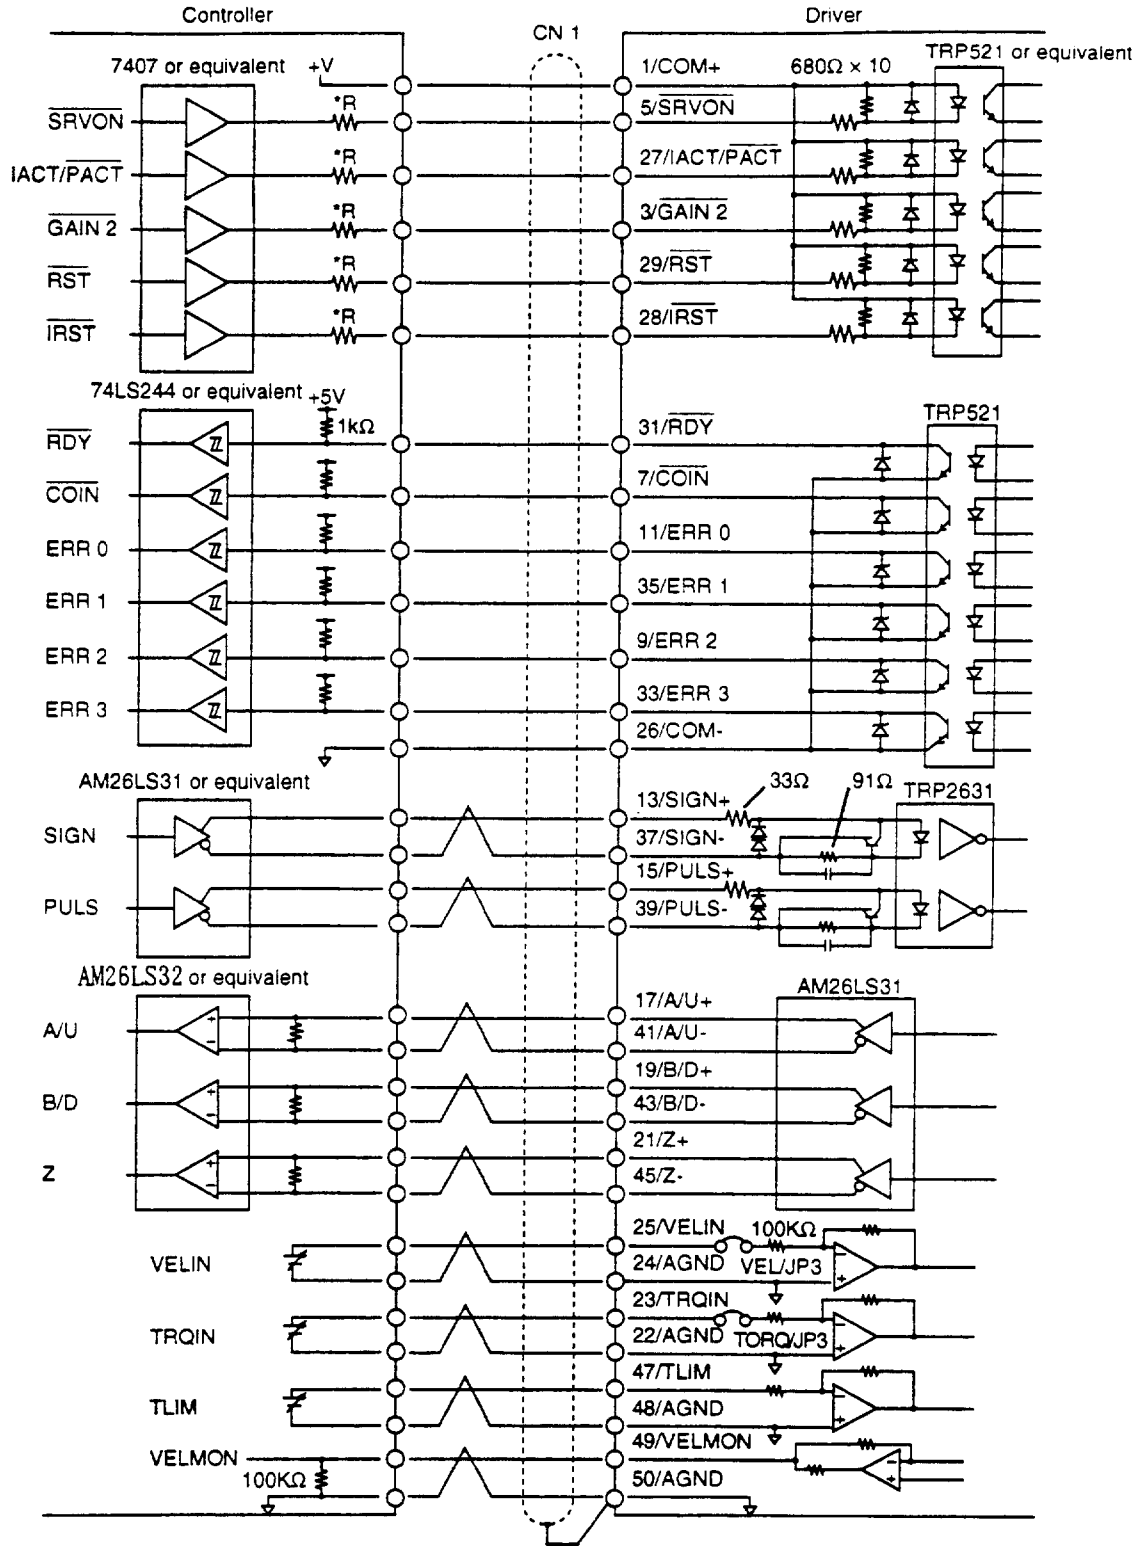 Controller
Driver
CN 1
7407 or equivalent
+V
1/COM+
680Ω × 10
TRP521 or equivalent
SRVON
*R
5/SRVON
IACT/PACT
*R
27/IACT/PACT
GAIN 2
*R
3/GAIN 2
RST
*R
29/RST
IRST
*R
28/IRST
74LS244 or equivalent
+5V
1kΩ
TRP521
RDY
31/RDY
COIN
7/COIN
ERR 0
11/ERR 0
ERR 1
35/ERR 1
ERR 2
9/ERR 2
ERR 3
33/ERR 3
26/COM-
AM26LS31 or equivalent
33Ω
91Ω
TRP2631
SIGN
13/SIGN+
37/SIGN-
PULS
15/PULS+
39/PULS-
AM26LS32 or equivalent
AM26LS31
A/U
17/A/U+
41/A/U-
B/D
19/B/D+
43/B/D-
Z
21/Z+
45/Z-
VELIN
25/VELIN
100KΩ
24/AGND
VEL/JP3
TRQIN
23/TRQIN
22/AGND
TORQ/JP3
TLIM
47/TLIM
48/AGND
VELMON
49/VELMON
100KΩ
50/AGND